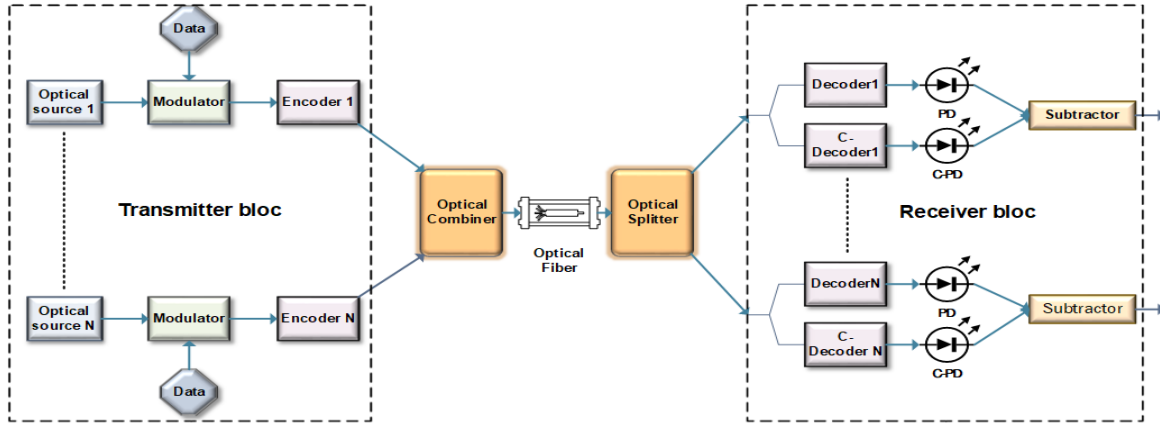 Data
Optical
source 1
Modulator
Encoder 1
Transmitter bloc
Optical
source N
Modulator
Encoder N
Data
Optical
Combiner
Optical
Fiber
Optical
Splitter
Decoder1
PD
C-
Decoder1
C-PD
Subtractor
Receiver bloc
DecoderN
PD
C-
Decoder N
C-PD
Subtractor